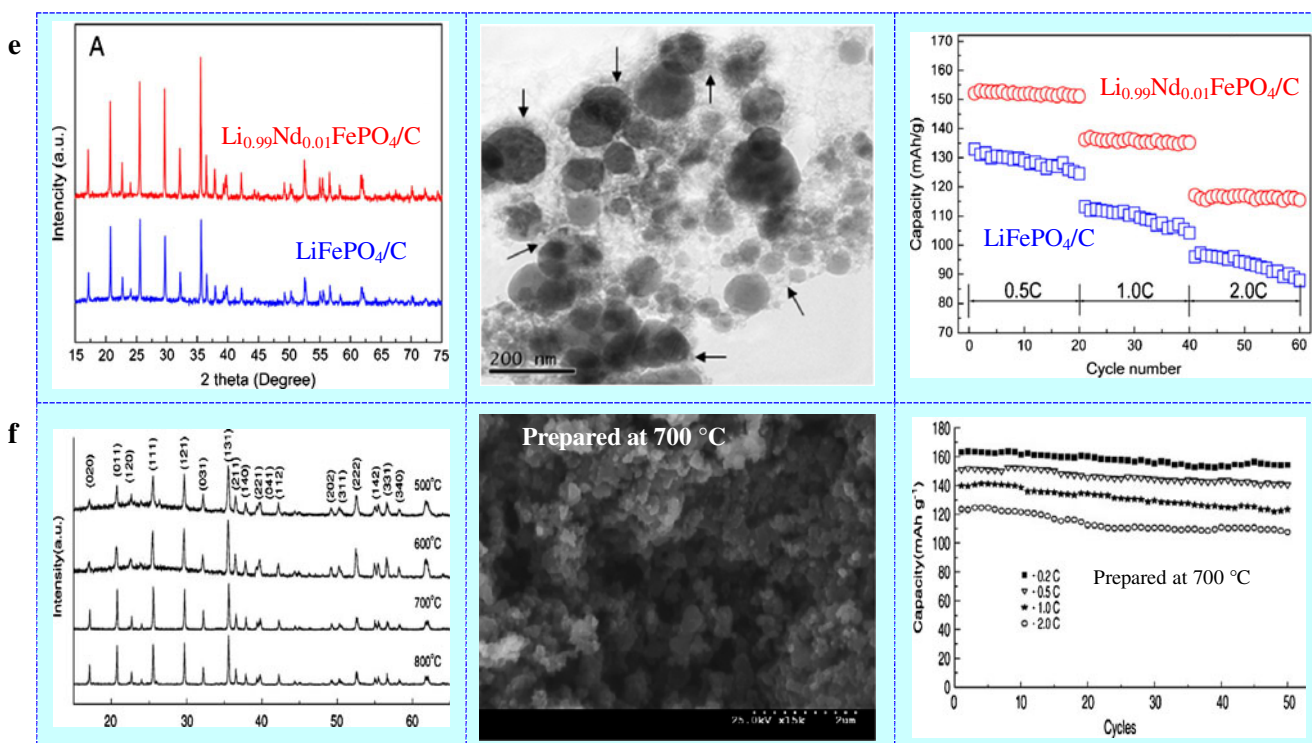 e
A
Intencity (a.u.)
Li0.99Nd0.01FePO4/C
LiFePO4/C
15 20 25 30 35 40 45 50 55 60 65 70 75
2 theta (Degree)
200 nm
Capacity (mAh/g)
170
160
150
140
130
120
110
100
90
80
70
Li0.99Nd0.01FePO4/C
LiFePO4/C
0.5C 1.0C 2.0C
0 10 20 30 40 50 60
Cycle number
f
Intensity(a.u.)
(020) (011) (120) (111) (121) (031) (131) (211) (140) (221) (041) (112) (202) (311) (222) (142) (331) (340)
500°C
600°C
700°C
800°C
20 30 40 50 60
Prepared at 700 °C
25.0kV x15k 2um
Capacity(mAh g-1)
180
160
140
120
100
80
60
40
20
0
Prepared at 700 °C
- 0.2 C
- 0.5 C
- 1.0 C
- 2.0 C
0 10 20 30 40 50
Cycles